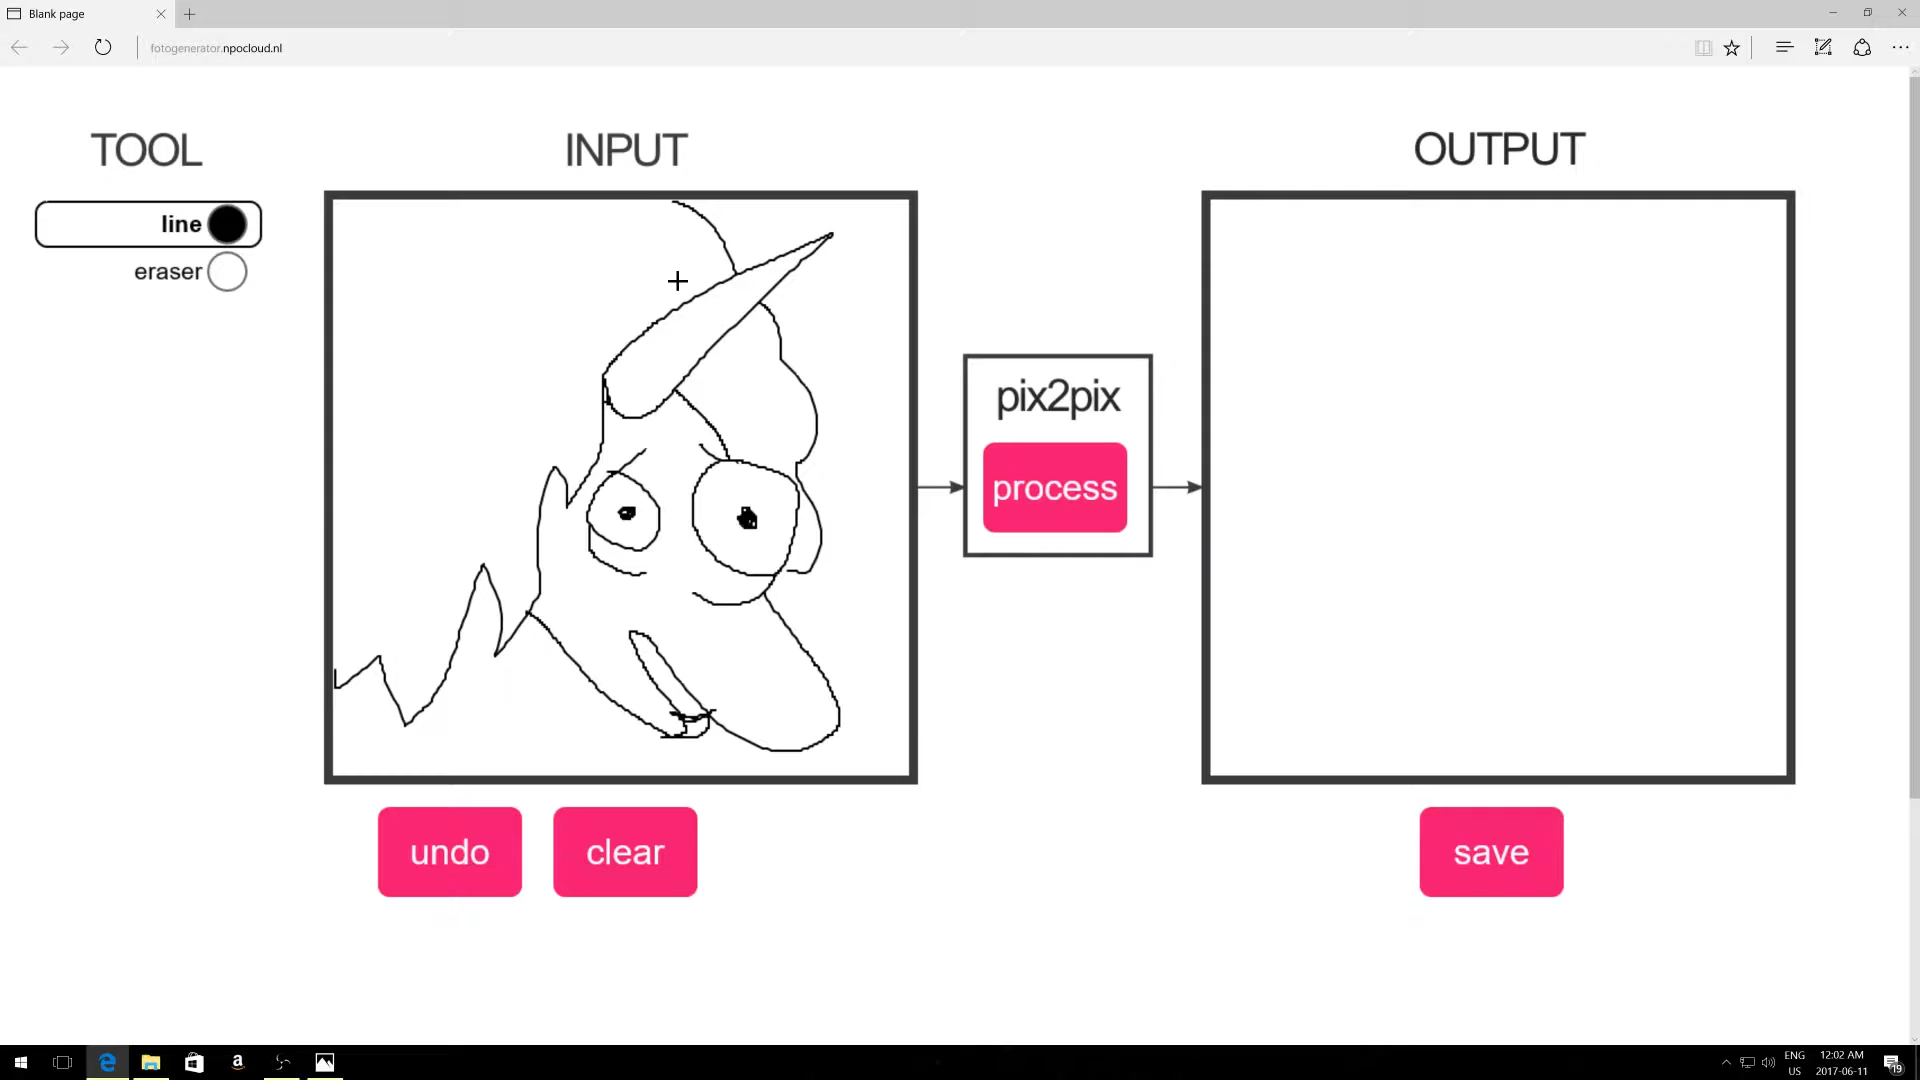 Blank page
fotogenerator.npocloud.nl
TOOL
INPUT
OUTPUT
line
eraser
pix2pix
process
undo
clear
save
ENG
US
12:02 AM
2017-06-11
19